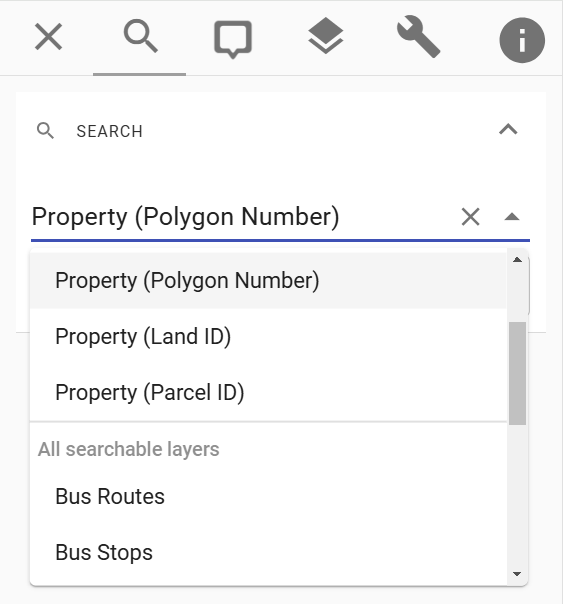 SEARCH
Property (Polygon Number)
Property (Polygon Number)
Property (Land ID)
Property (Parcel ID)
All searchable layers
Bus Routes
Bus Stops